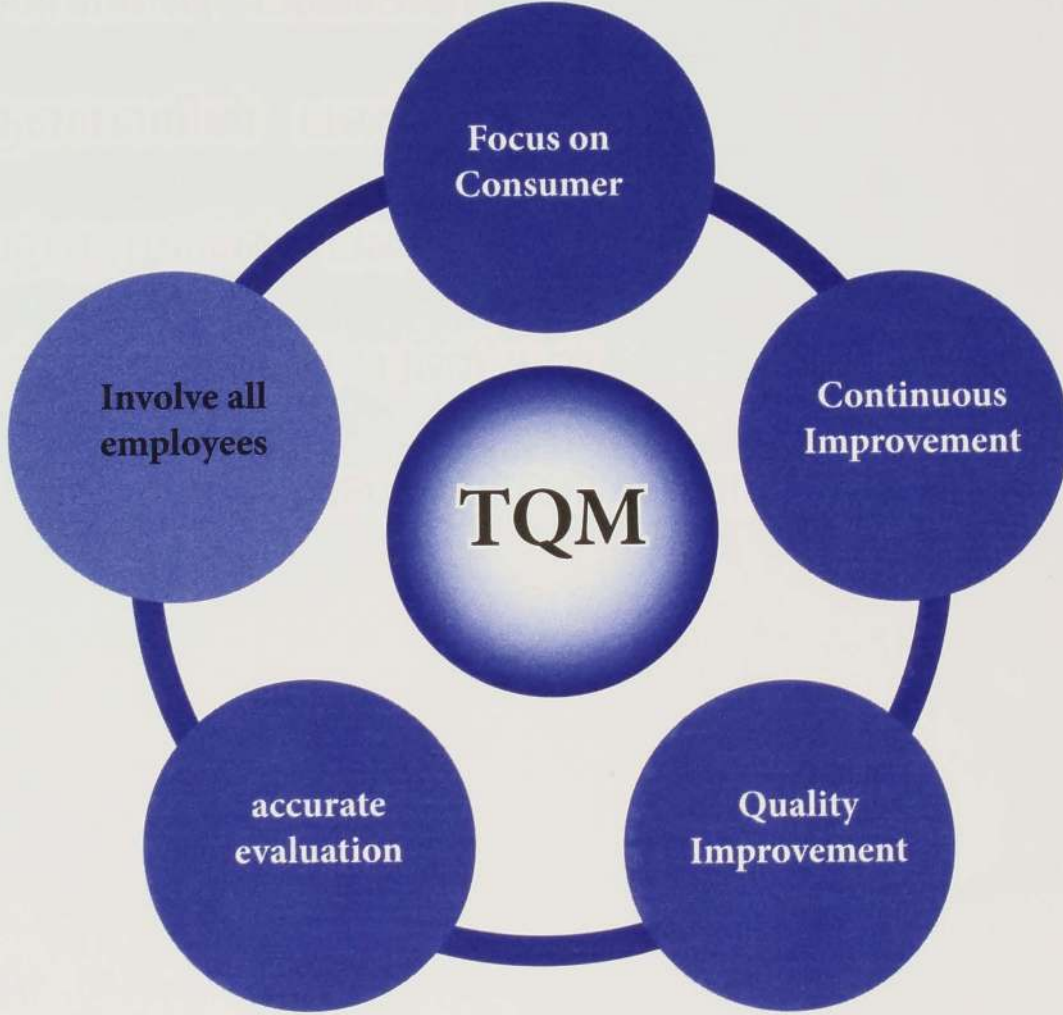 Focus on
Consumer
Continuous
Improvement
Quality
Improvement
accurate
evaluation
Involve all
employees
TQM